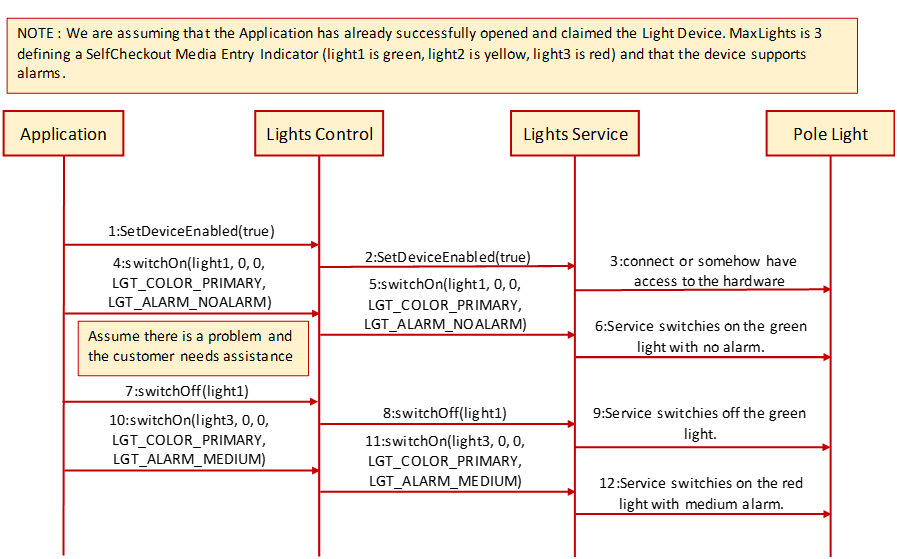 NOTE : We are assuming that the Application has already successfully opened and claimed the Light Device. MaxLights is 3
defining a SelfCheckout Media Entry Indicator (light1 is green, light2 is yellow, light3 is red) and that the device supports
alarms.
Application
Lights Control
Lights Service
Pole Light
1:SetDeviceEnabled(true)
2:SetDeviceEnabled(true)
3:connect or somehow have
access to the hardware
4:switchOn(light1, 0, 0,
LGT_COLOR_PRIMARY,
LGT_ALARM_NOALARM)
5:switchOn(light1, 0, 0,
LGT_COLOR_PRIMARY,
LGT_ALARM_NOALARM)
6:Service switchies on the green
light with no alarm.
Assume there is a problem and
the customer needs assistance
7:switchOff(light1)
8:switchOff(light1)
9:Service switchies off the green
light.
10:switchOn(light3, 0, 0,
LGT_COLOR_PRIMARY,
LGT_ALARM_MEDIUM)
11:switchOn(light3, 0, 0,
LGT_COLOR_PRIMARY,
LGT_ALARM_MEDIUM)
12:Service switchies on the red
light with medium alarm.